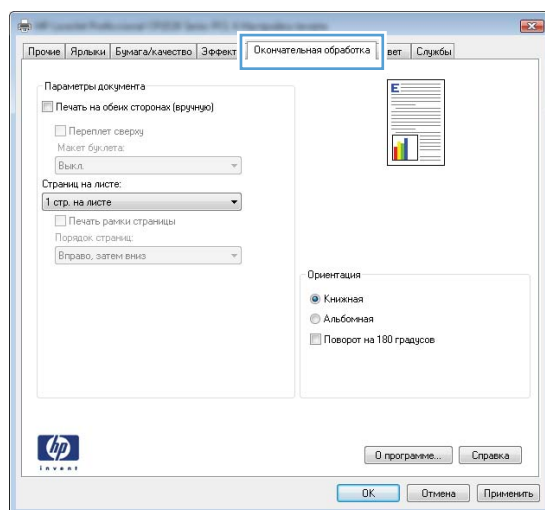 Прочие Ярлыки Бумага/качество Эффект Окончательная обработка вет Службы
Параметры документа
Печать на обеих сторонах (вручную)
Переплет сверху
Макет буклета:
Выкл.
Страниц на листе:
1 стр. на листе
Печать рамки страницы
Порядок страниц:
Вправо, затем вниз
E
Ориентация
Книжная
Альбомная
Поворот на 180 градусов
hp
invent
О программе... Справка
OK Отмена Применить